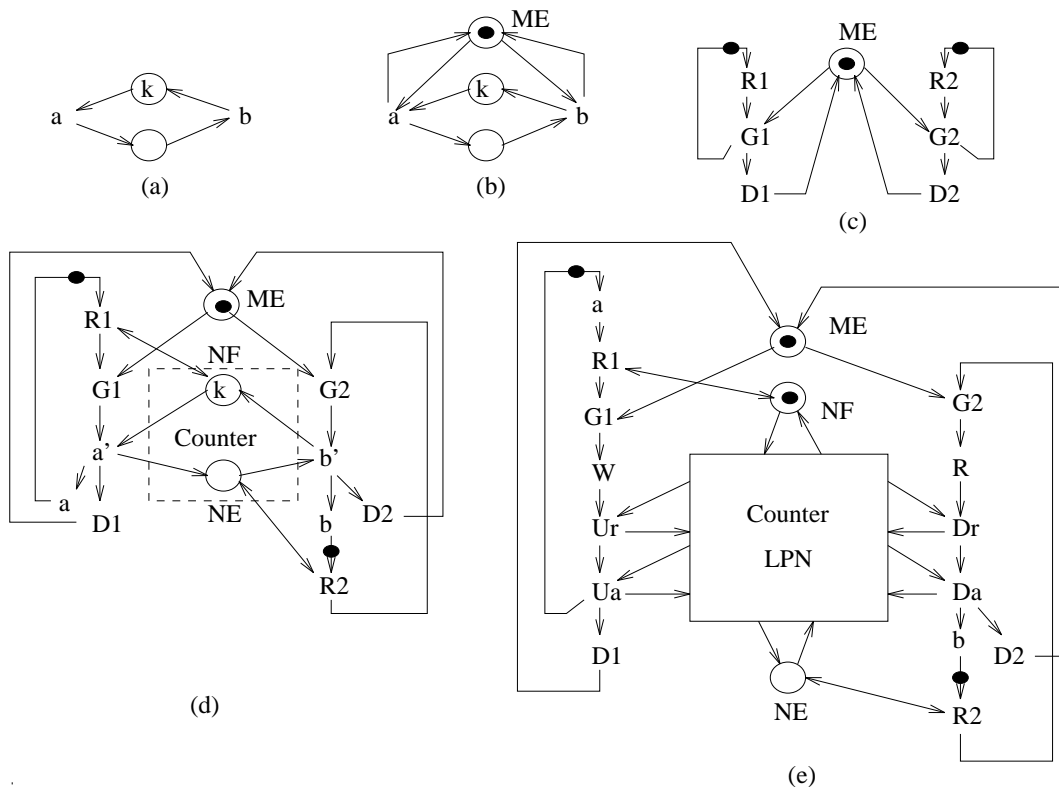 ME
k
a
b
(a)
ME
k
a
b
(b)
ME
R1
R2
G1
G2
D1
D2
(c)
ME
R1
NF
G1
k
G2
Counter
a'
b'
a
D1
NE
b
D2
R2
(d)
a
ME
R1
NF
G1
G2
W
R
Counter
Ur
Dr
LPN
Ua
Da
b
D1
D2
NE
R2
(e)